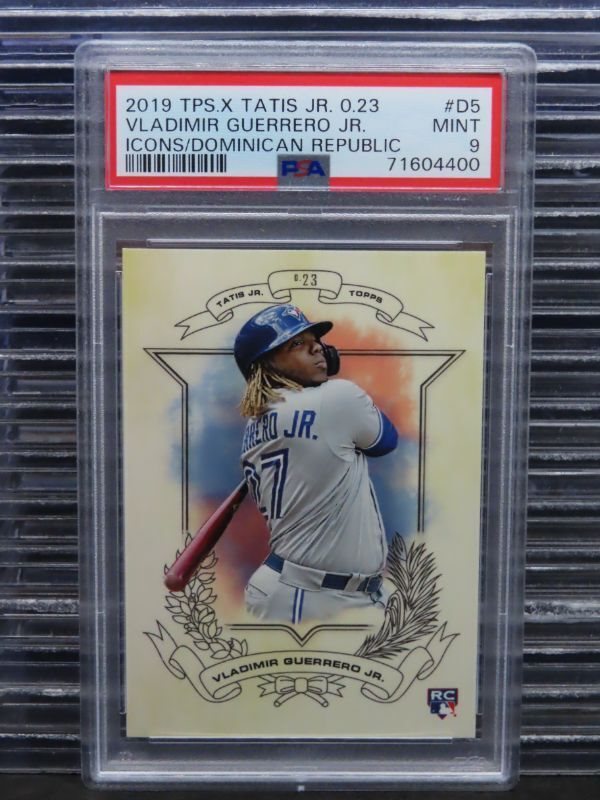 2019 TPS.X TATIS JR. 0.23 #D5
VLADIMIR GUERRERO JR. MINT
ICONS/DOMINICAN REPUBLIC 9
PSA 71604400
0.23
TATIS JR. TOPPS
RRERO JR.
27
VLADIMIR GUERRERO JR.
RC